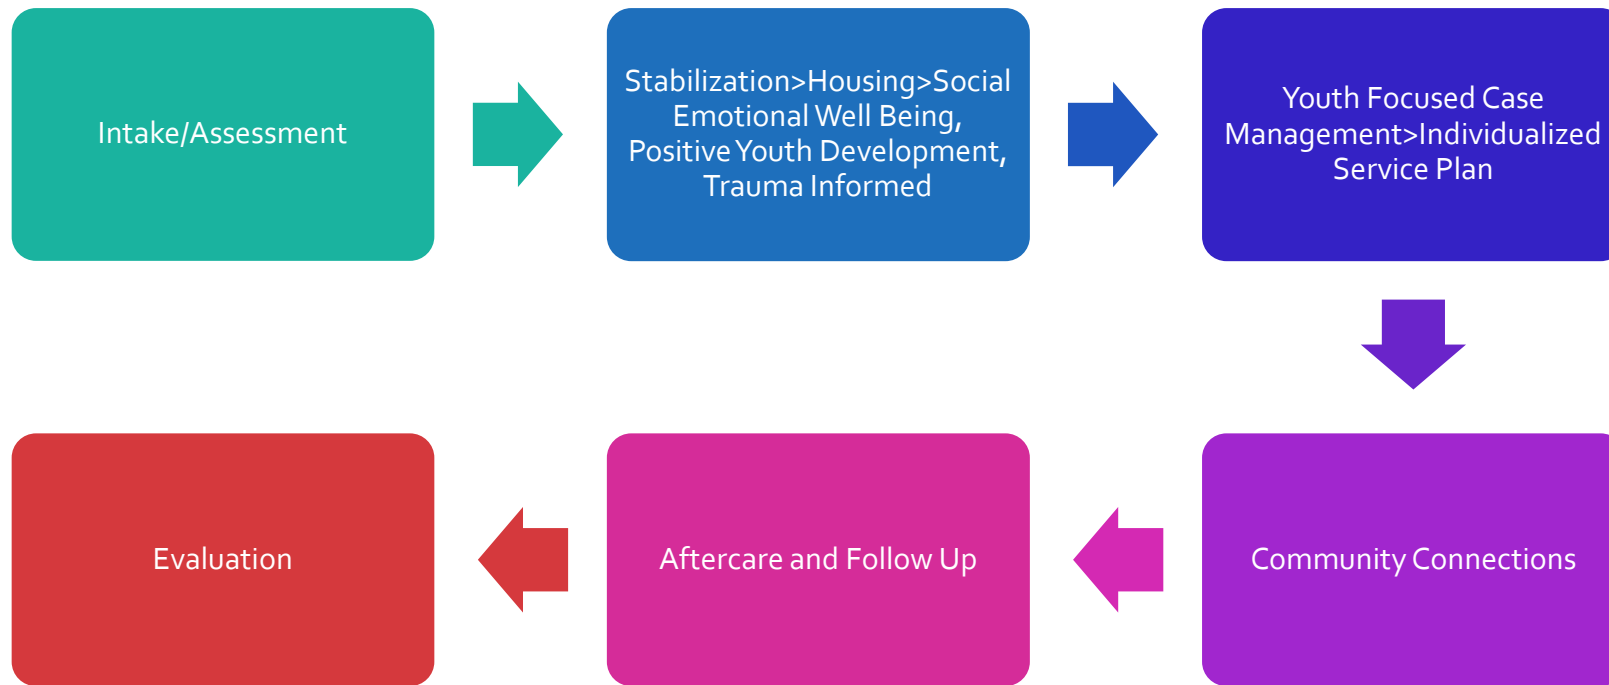 Intake/Assessment
Stabilization>Housing>Social
Emotional Well Being,
Positive Youth Development,
Trauma Informed
Youth Focused Case
Management>Individualized
Service Plan
Community Connections
Aftercare and Follow Up
Evaluation